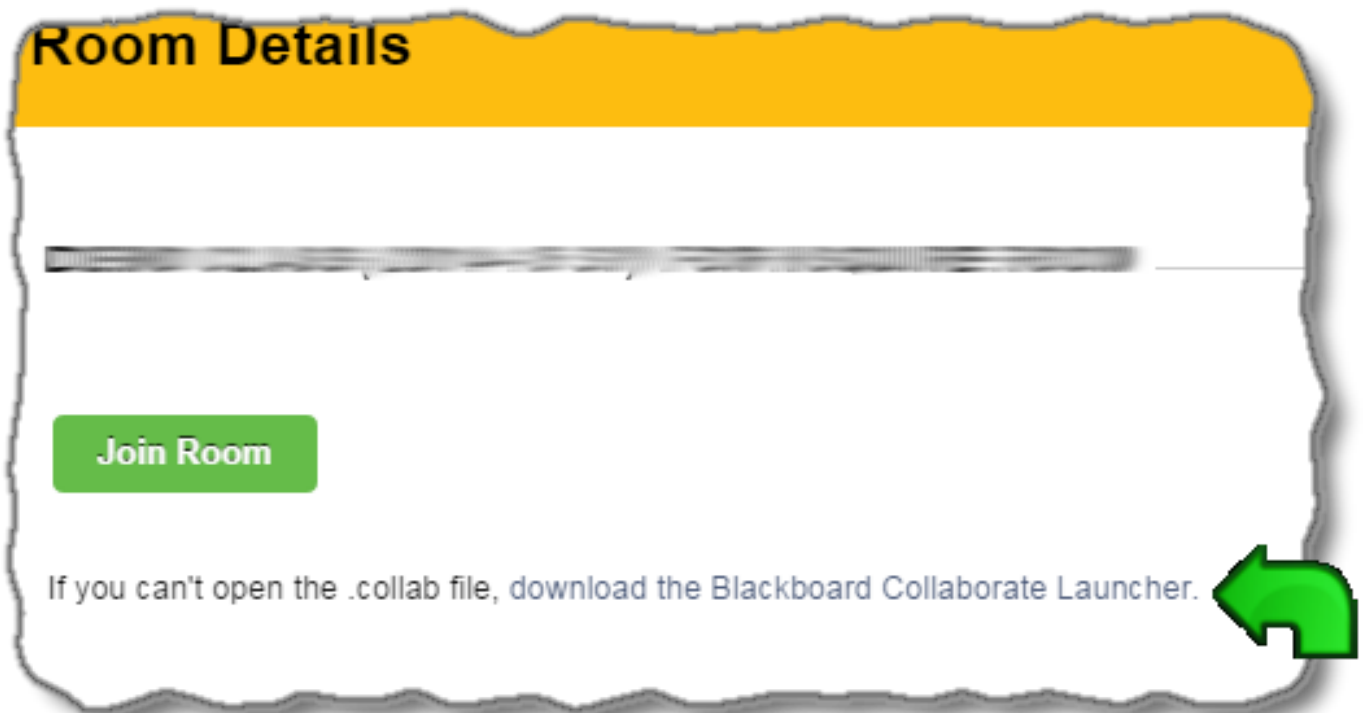 Room Details
Join Room
If you can't open the .collab file, download the Blackboard Collaborate Launcher.